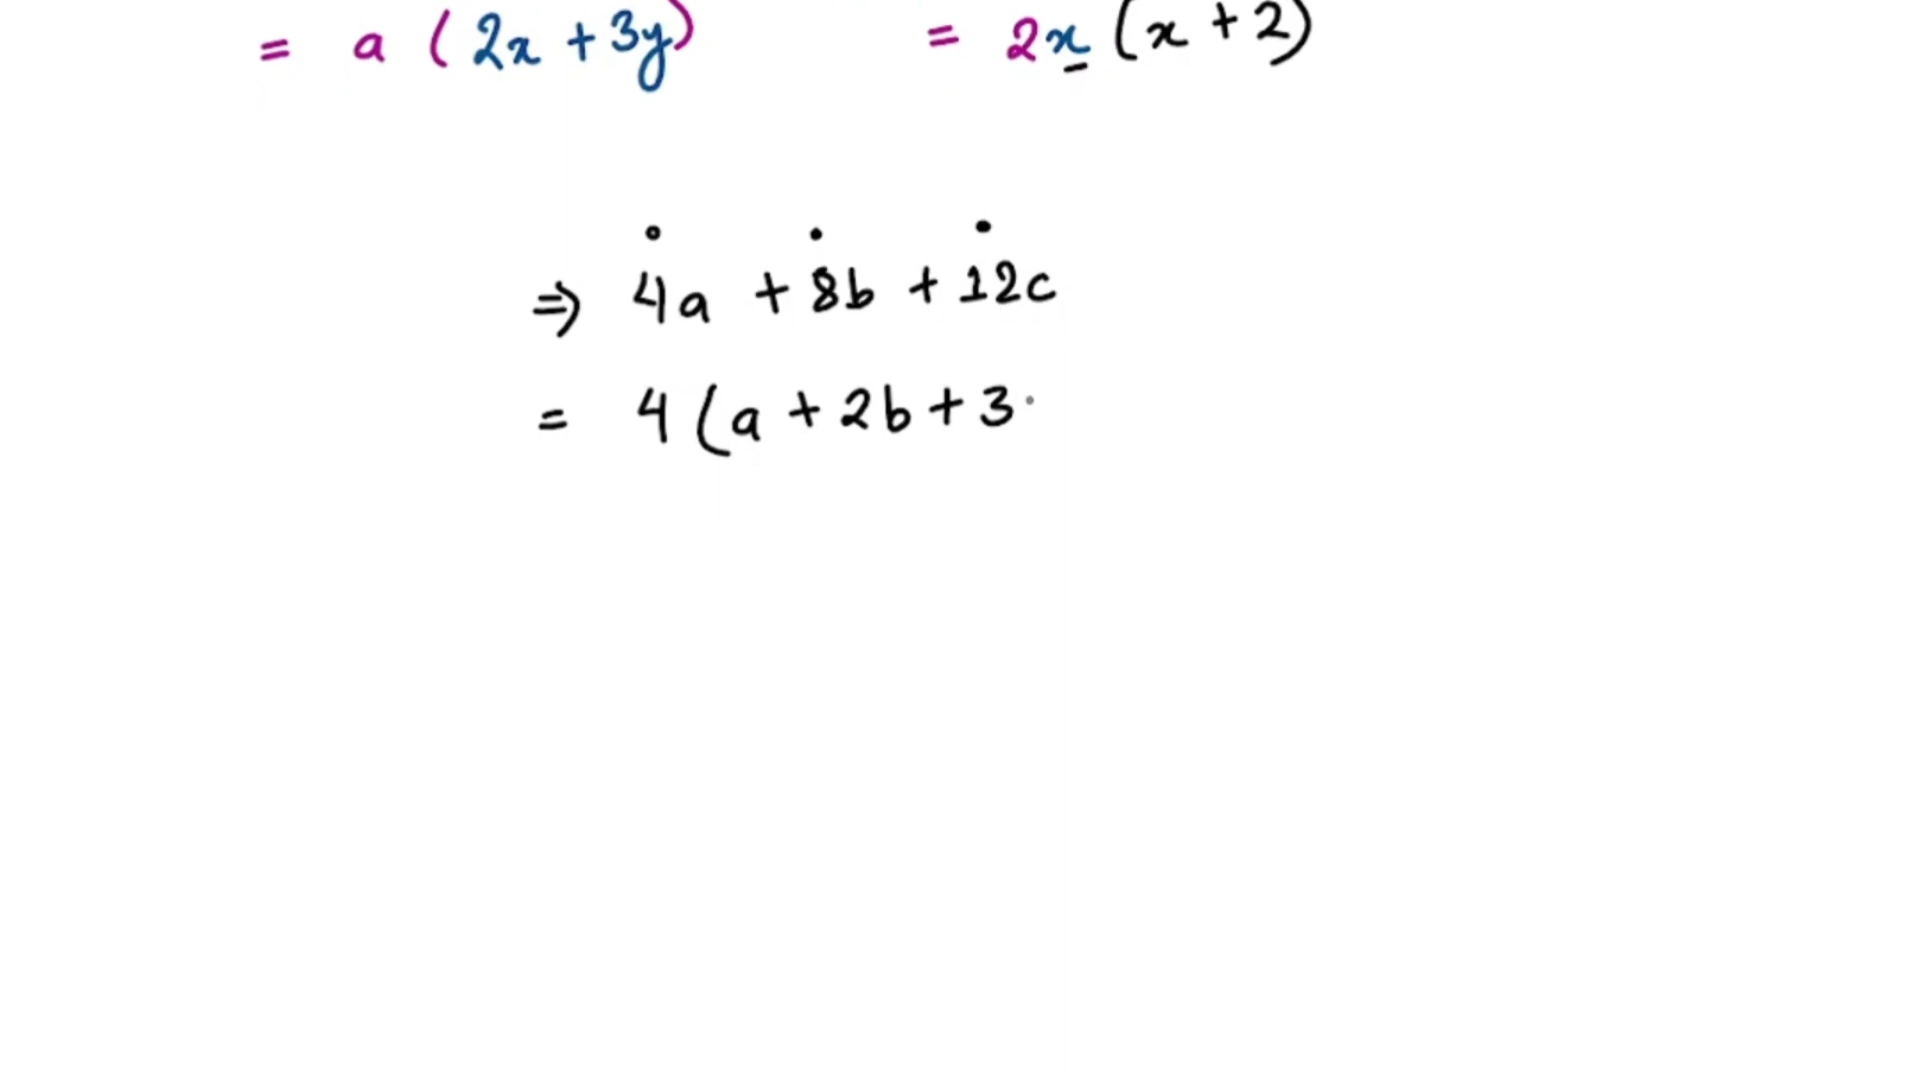 = a (2x + 3y)
= 2x (x + 2)
⇒ 4a + 8b + 12c
= 4 (a + 2b + 3